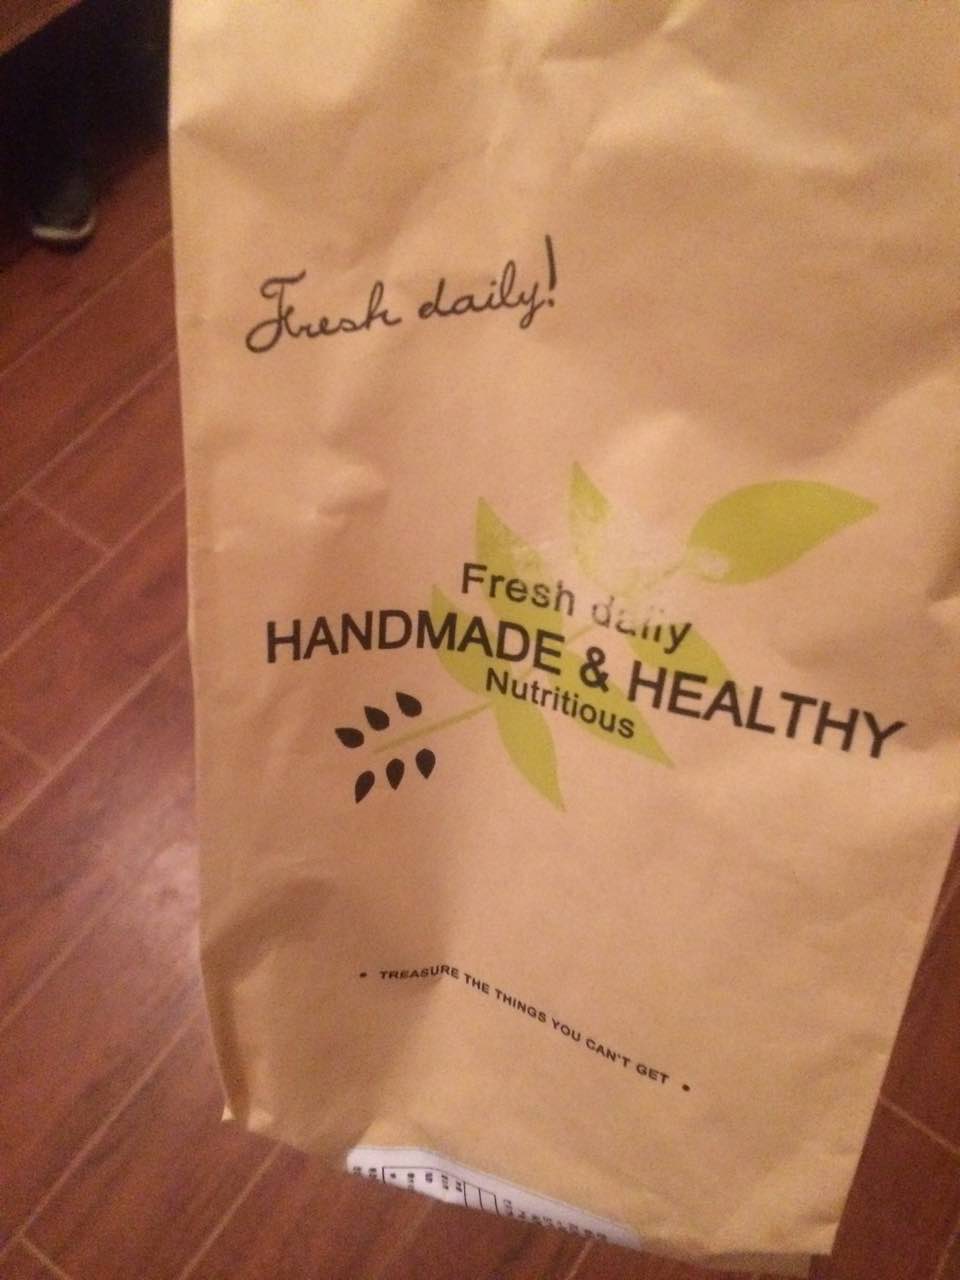 Fresh daily!
Fresh daily
HANDMADE & HEALTHY
Nutritious
• TREASURE THE THINGS YOU CAN'T GET •